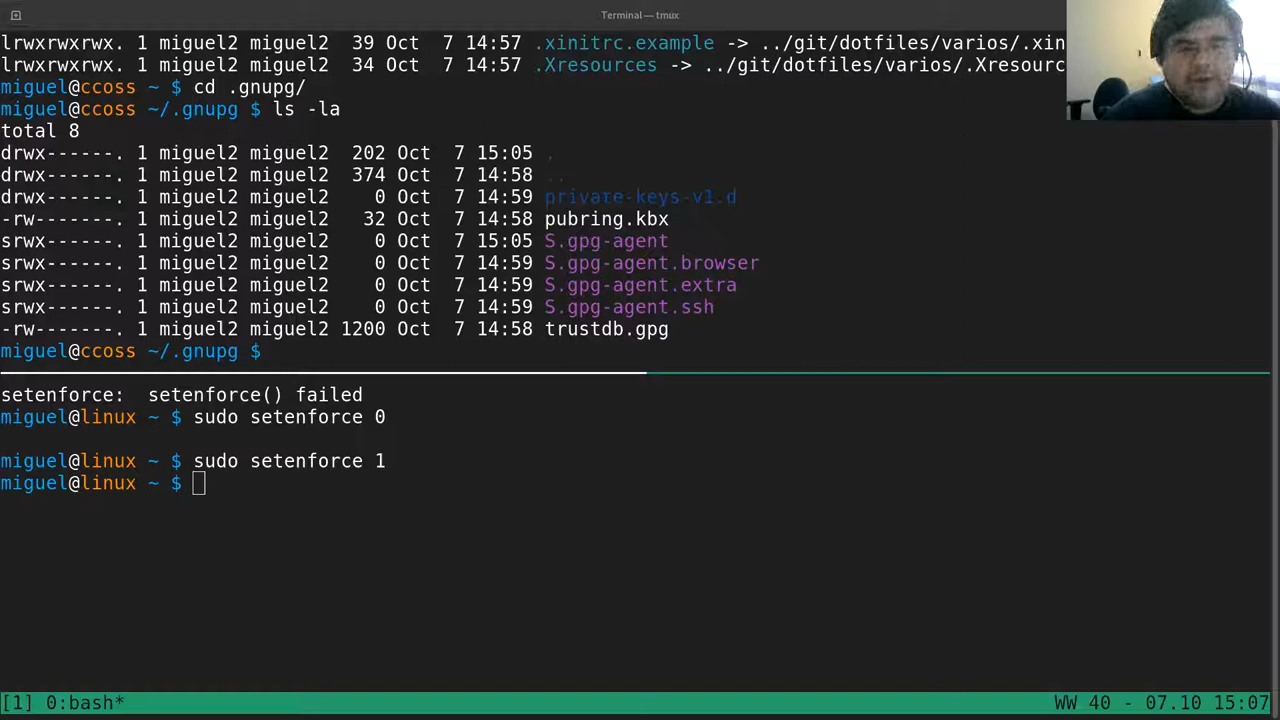 Terminal — tmux
lrwxrwxrwx. 1 miguel2 miguel2 39 Oct 7 14:57 .xinitrc.example -> ../git/dotfiles/varios/.xin
lrwxrwxrwx. 1 miguel2 miguel2 34 Oct 7 14:57 .Xresources -> ../git/dotfiles/varios/.Xresourc
miguel@ccoss ~ $ cd .gnupg/
miguel@ccoss ~/.gnupg $ ls -la
total 8
drwx------. 1 miguel2 miguel2 202 Oct 7 15:05 .
drwx------. 1 miguel2 miguel2 374 Oct 7 14:58 ..
drwx------. 1 miguel2 miguel2 0 Oct 7 14:59 private-keys-v1.d
-rw-------. 1 miguel2 miguel2 32 Oct 7 14:58 pubring.kbx
srwx------. 1 miguel2 miguel2 0 Oct 7 15:05 S.gpg-agent
srwx------. 1 miguel2 miguel2 0 Oct 7 14:59 S.gpg-agent.browser
srwx------. 1 miguel2 miguel2 0 Oct 7 14:59 S.gpg-agent.extra
srwx------. 1 miguel2 miguel2 0 Oct 7 14:59 S.gpg-agent.ssh
-rw-------. 1 miguel2 miguel2 1200 Oct 7 14:58 trustdb.gpg
miguel@ccoss ~/.gnupg $
setenforce: setenforce() failed
miguel@linux ~ $ sudo setenforce 0
miguel@linux ~ $ sudo setenforce 1
miguel@linux ~ $
[1] 0:bash* WW 40 - 07.10 15:07